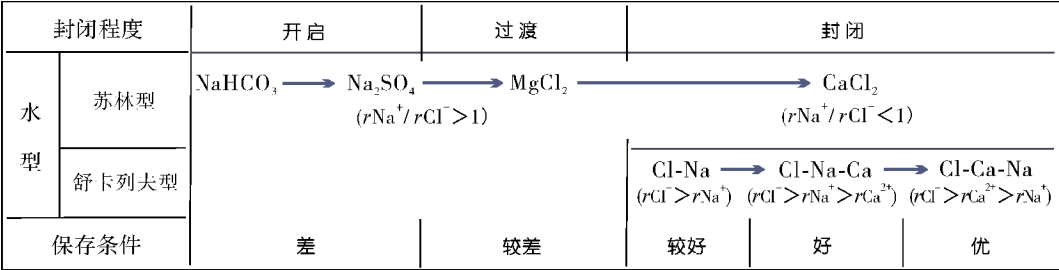 封闭程度 开启 过渡 封闭
水型
苏林型 NaHCO₃ Na₂SO₄ MgCl₂ CaCl₂
(rNa⁺/rCl⁻>1) (rNa⁺/rCl⁻<1)
舒卡列夫型 Cl-Na Cl-Na-Ca Cl-Ca-Na
(rCl⁻>rNa⁺) (rCl⁻>rNa⁺>rCa²⁺) (rCl⁻>rCa²⁺>rNa⁺)
保存条件 差 较差 较好 好 优